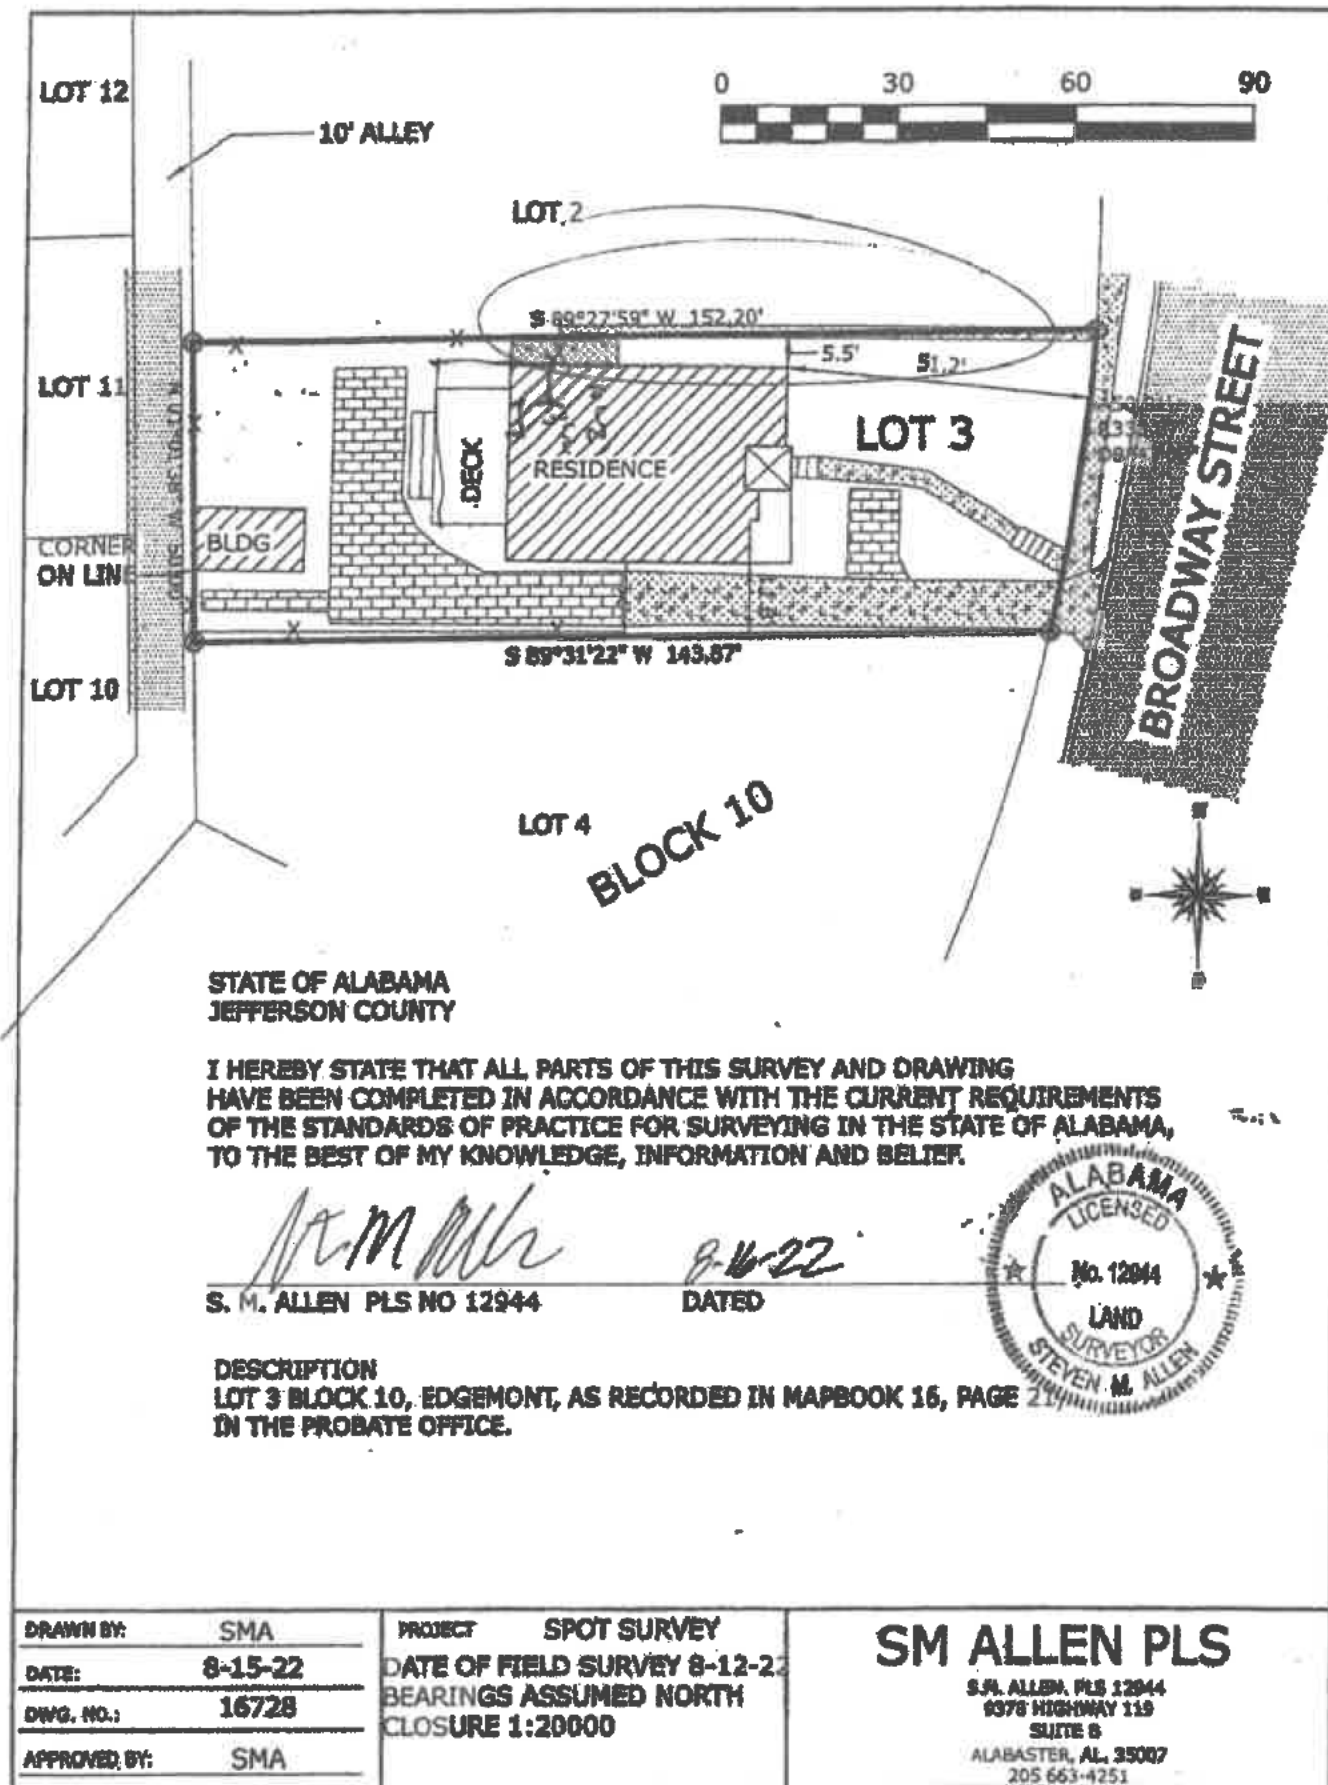 LOT 12
10' ALLEY
0 30 60 90
LOT 2
S 89°27'59" W 152.20'
5.5'
51.2'
LOT 11
LOT 3
DECK
RESIDENCE
BROADWAY STREET
BLDG
CORNER
ON LINE
S 89°31'22" W 143.87'
LOT 10
LOT 4
BLOCK 10
STATE OF ALABAMA
JEFFERSON COUNTY
I HEREBY STATE THAT ALL PARTS OF THIS SURVEY AND DRAWING
HAVE BEEN COMPLETED IN ACCORDANCE WITH THE CURRENT REQUIREMENTS
OF THE STANDARDS OF PRACTICE FOR SURVEYING IN THE STATE OF ALABAMA,
TO THE BEST OF MY KNOWLEDGE, INFORMATION AND BELIEF.
8-16-22
S. M. ALLEN PLS NO 12944 DATED
ALABAMA
LICENSED
No. 12944
LAND
SURVEYOR
STEVEN M. ALLEN
DESCRIPTION
LOT 3 BLOCK 10, EDGEMONT, AS RECORDED IN MAPBOOK 16, PAGE 21,
IN THE PROBATE OFFICE.
DRAWN BY: SMA
DATE: 8-15-22
DWG. NO.: 16728
APPROVED BY: SMA
PROJECT SPOT SURVEY
DATE OF FIELD SURVEY 8-12-22
BEARINGS ASSUMED NORTH
CLOSURE 1:20000
SM ALLEN PLS
S.M. ALLEN, PLS 12944
9378 HIGHWAY 119
SUITE B
ALABASTER, AL. 35007
205 663-4251